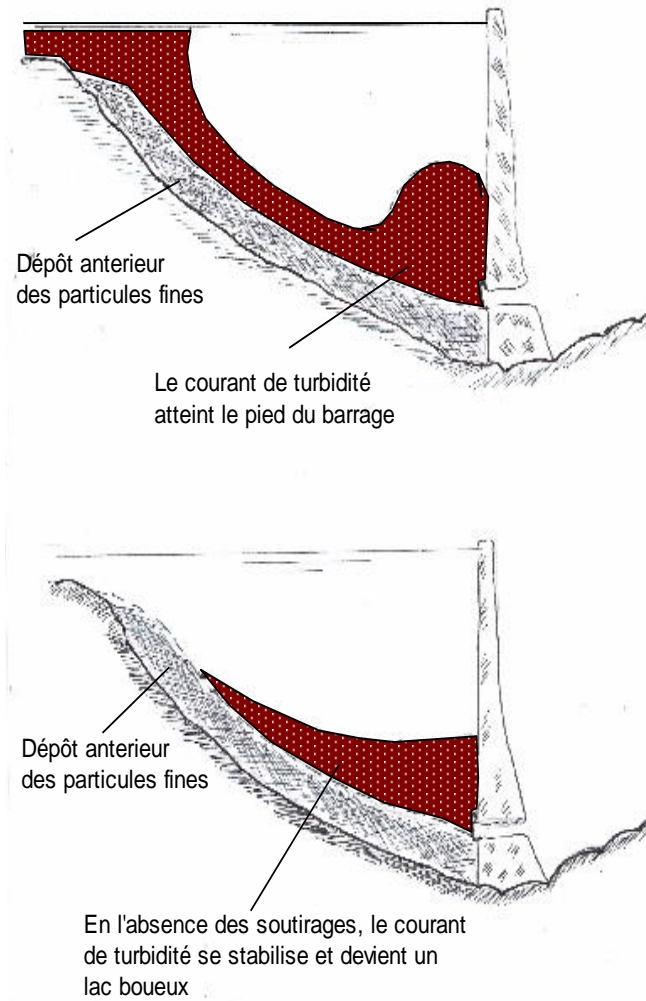 Dépôt anterieur
des particules fines
Le courant de turbidité
atteint le pied du barrage
Dépôt anterieur
des particules fines
En l'absence des soutirages, le courant
de turbidité se stabilise et devient un
lac boueux